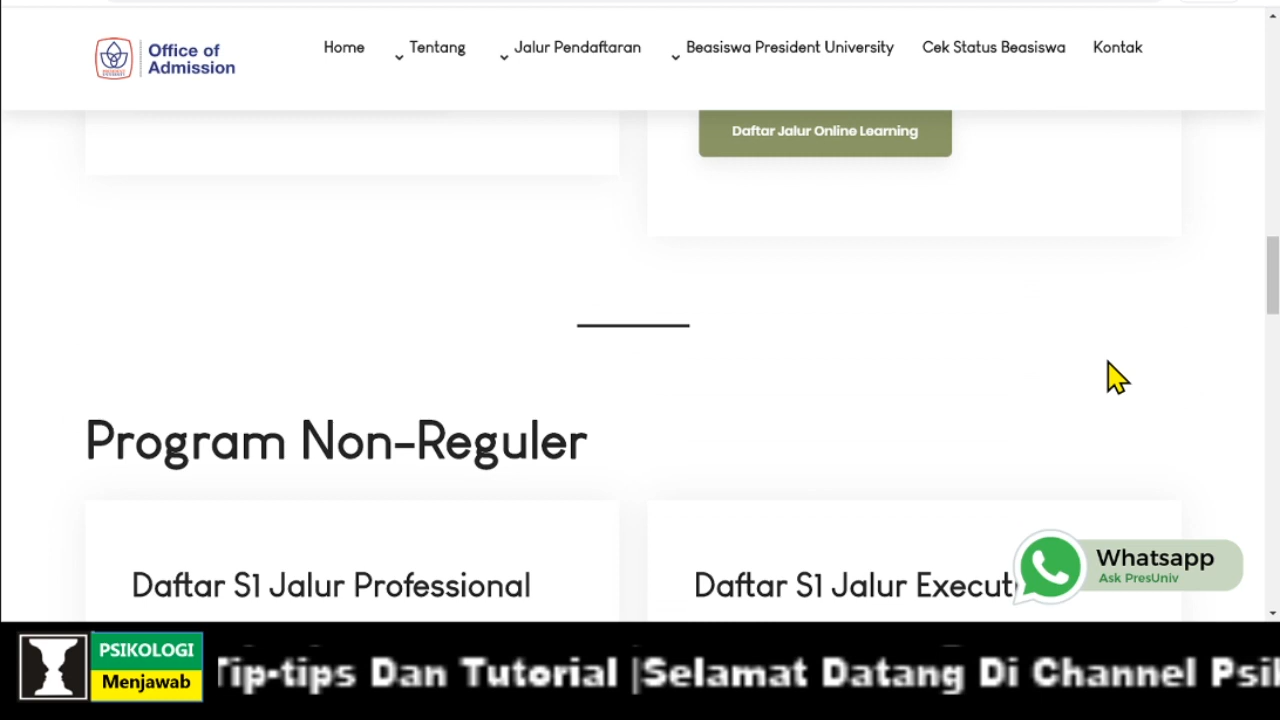 Office of
Admission
Home
Tentang
Jalur Pendaftaran
Beasiswa President University
Cek Status Beasiswa
Kontak
Daftar Jalur Online Learning
Program Non-Reguler
Daftar S1 Jalur Professional
Daftar S1 Jalur Execut
Whatsapp
Ask PresUniv
PSIKOLOGI
Menjawab
Tip-tips Dan Tutorial |Selamat Datang Di Channel Psik